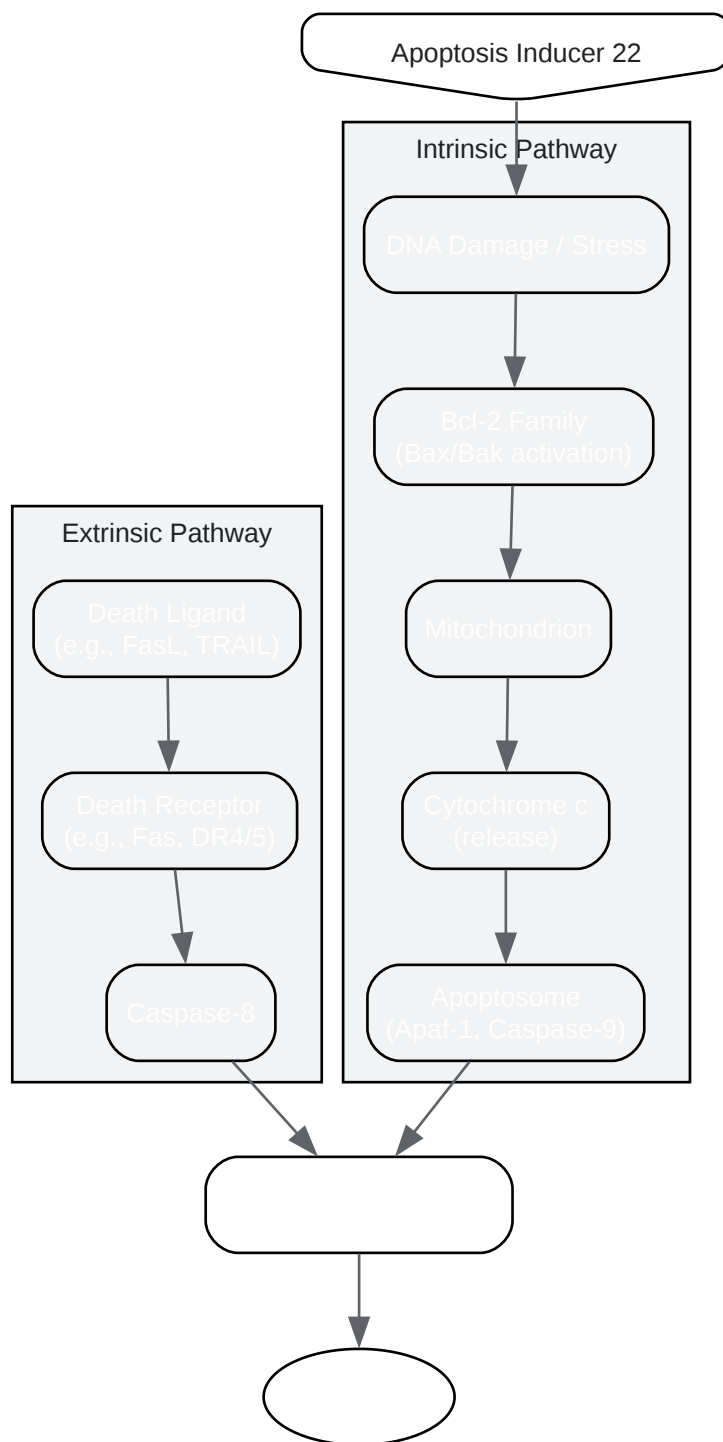 Apoptosis Inducer 22
Intrinsic Pathway
DNA Damage / Stress
Bcl-2 Family
(Bax/Bak activation)
Mitochondrion
Cytochrome c
(release)
Apoptosome
(Apaf-1, Caspase-9)
Extrinsic Pathway
Death Ligand
(e.g., FasL, TRAIL)
Death Receptor
(e.g., Fas, DR4/5)
Caspase-8